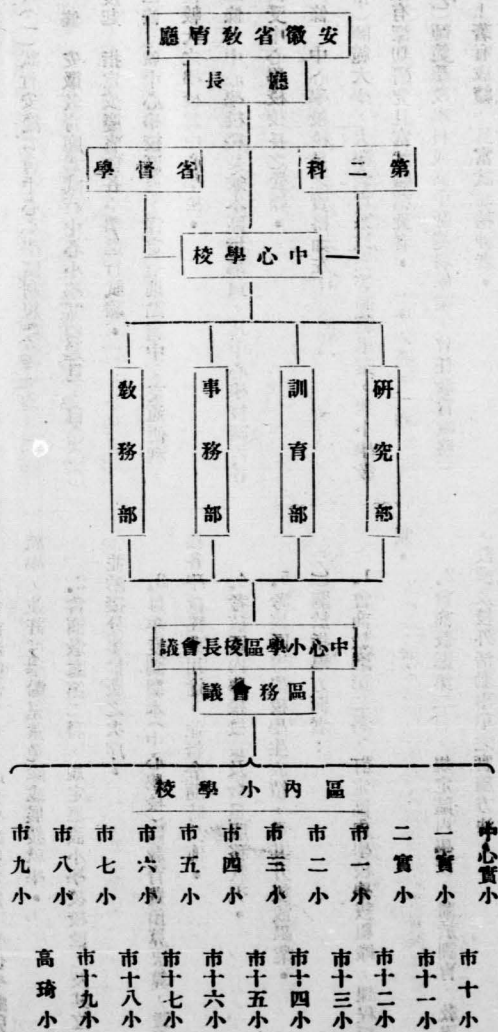 安徽省敎育廳
廳長
第二科
省督學
中心學校
研究部
訓育部
事務部
敎務部
中心小學區校長會議
區務會議
區內小學校
中心實小
一實小
二實小
市一小
市二小
市三小
市四小
市五小
市六小
市七小
市八小
市九小
市十小
市十一小
市十二小
市十三小
市十四小
市十五小
市十六小
市十七小
市十八小
市十九小
高琦小